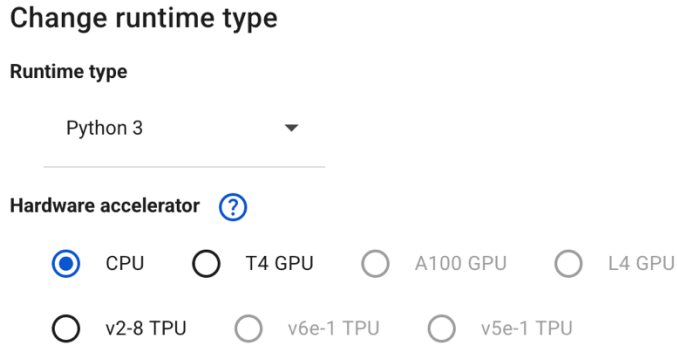 Change runtime type
Runtime type
Python 3
Hardware accelerator ?
CPU T4 GPU A100 GPU L4 GPU
v2-8 TPU v6e-1 TPU v5e-1 TPU